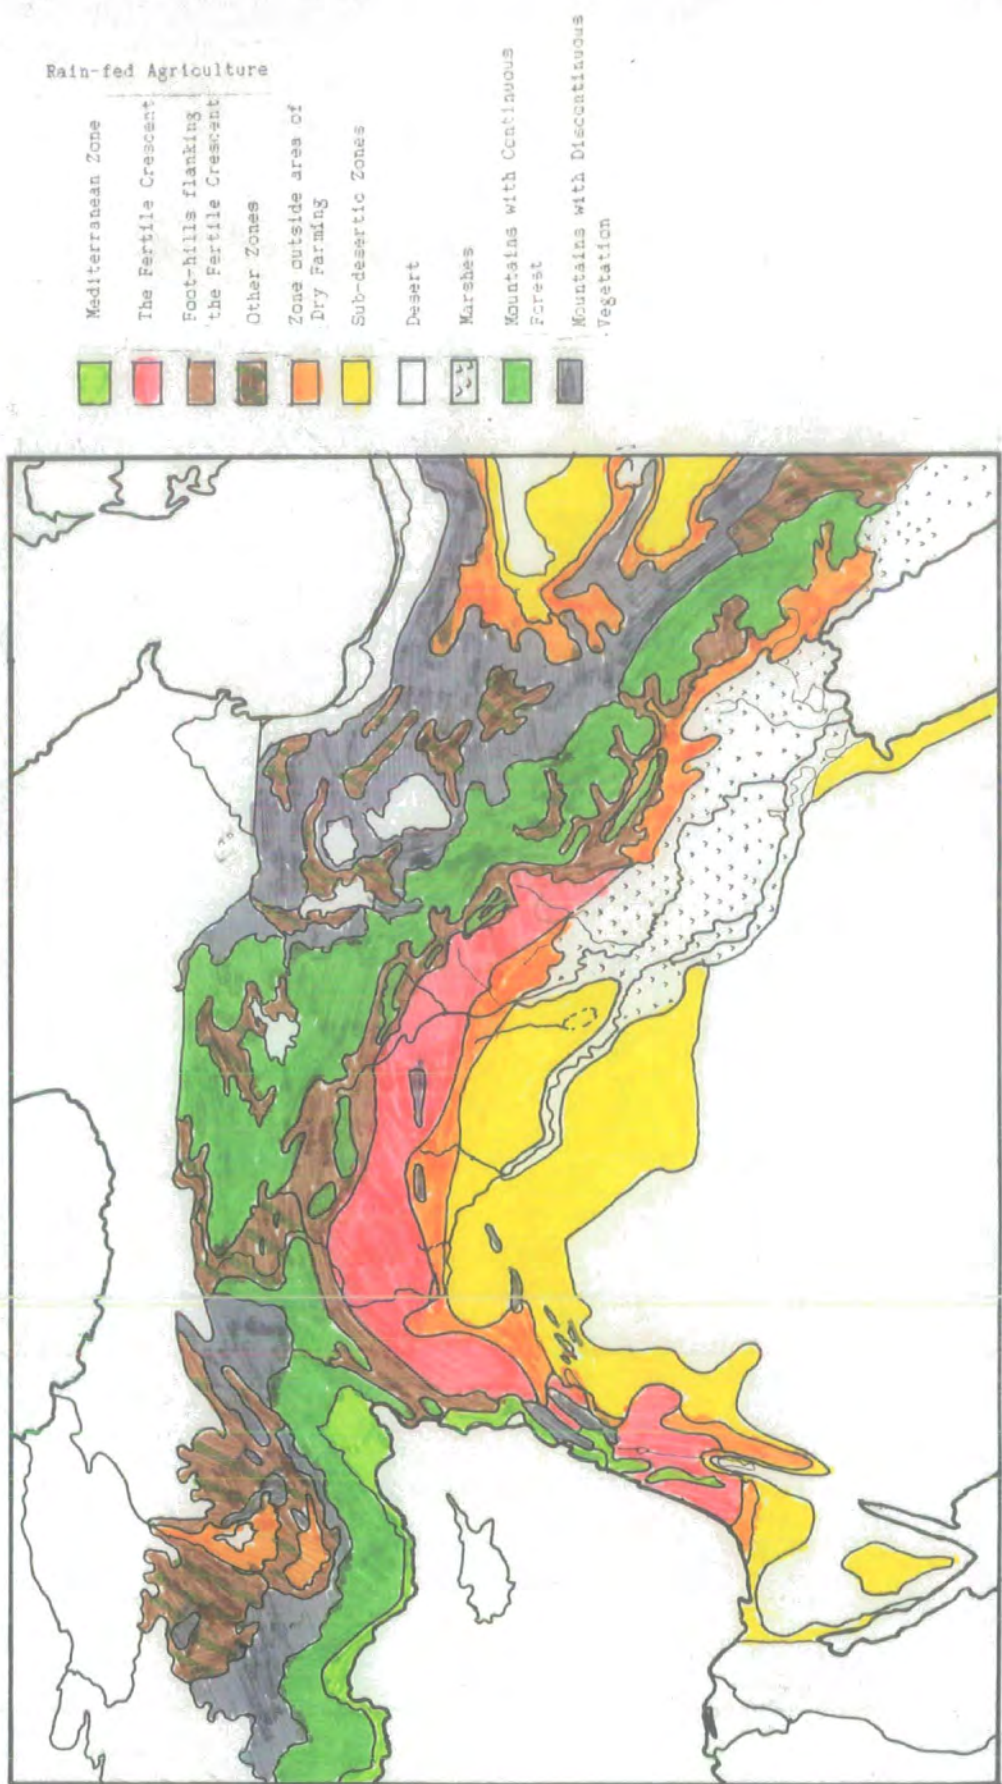 Rain-fed Agriculture
Mediterranean Zone
The Fertile Crescent
Foot-hills flanking
the Fertile Crescent
Other Zones
Zone outside area of
Dry Farming
Sub-desertic Zones
Desert
Marshes
Mountains with Continuous
Forest
Mountains with Discontinuous
Vegetation